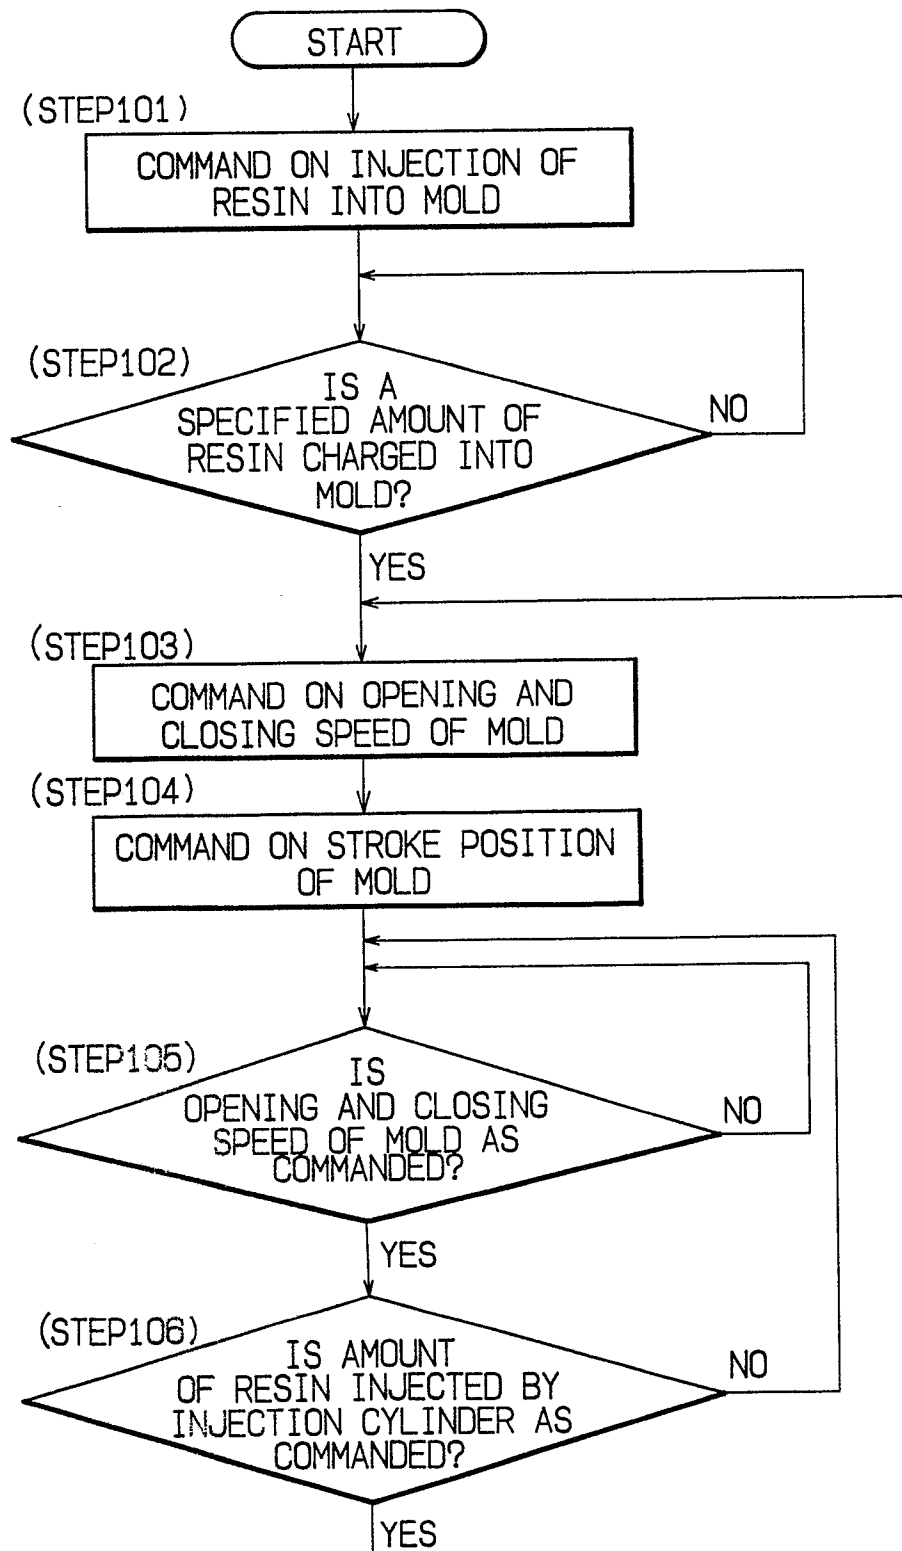 START
(STEP101)
COMMAND ON INJECTION OF
RESIN INTO MOLD
(STEP102)
IS A
SPECIFIED AMOUNT OF
RESIN CHARGED INTO
MOLD?
NO
YES
(STEP103)
COMMAND ON OPENING AND
CLOSING SPEED OF MOLD
(STEP104)
COMMAND ON STROKE POSITION
OF MOLD
(STEP105)
IS
OPENING AND CLOSING
SPEED OF MOLD AS
COMMANDED?
NO
YES
(STEP106)
IS AMOUNT
OF RESIN INJECTED BY
INJECTION CYLINDER AS
COMMANDED?
NO
YES